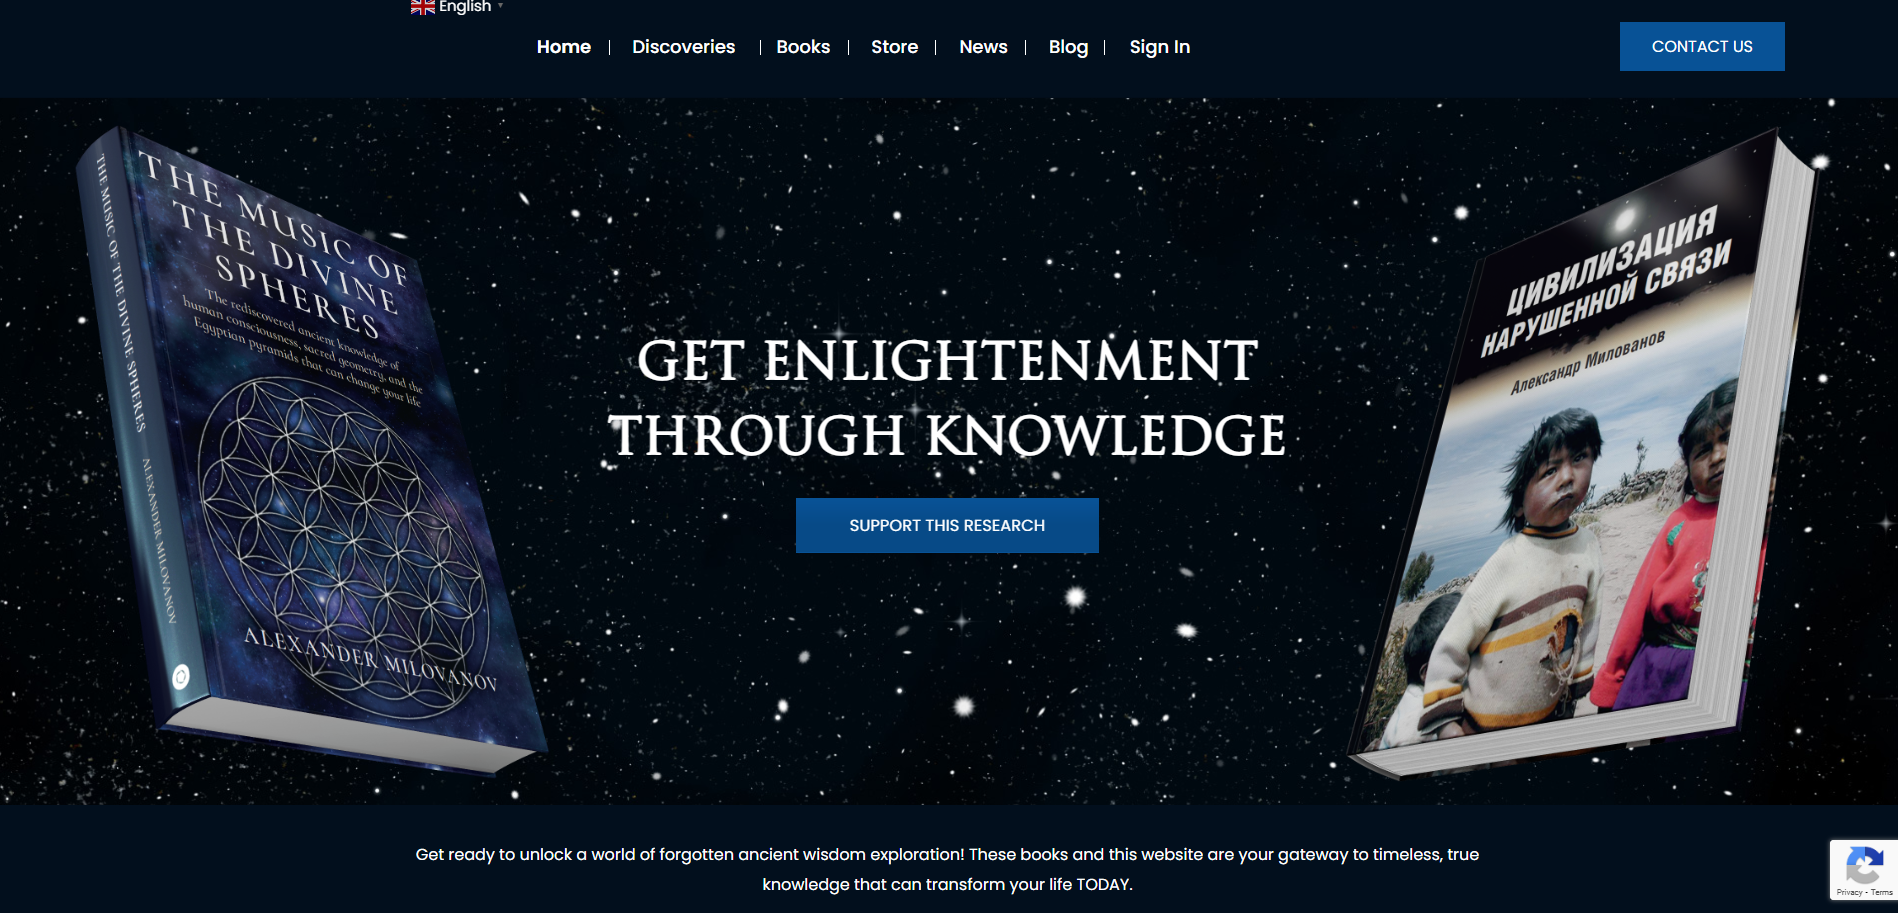 English
Home
Discoveries
Books
Store
News
Blog
Sign In
CONTACT US
THE MUSIC OF
THE DIVINE
SPHERES
The rediscovered ancient knowledge of
human consciousness, sacred geometry, and the
Egyptian pyramids that can change your life
ALEXANDER MILOVANOV
THE MUSIC OF THE DIVINE SPHERES
ALEXANDER MILOVANOV
GET ENLIGHTENMENT
THROUGH KNOWLEDGE
SUPPORT THIS RESEARCH
ЦИВИЛИЗАЦИЯ
НАРУШЕННОЙ СВЯЗИ
Александр Милованов
Get ready to unlock a world of forgotten ancient wisdom exploration! These books and this website are your gateway to timeless, true
knowledge that can transform your life TODAY.
Privacy - Terms